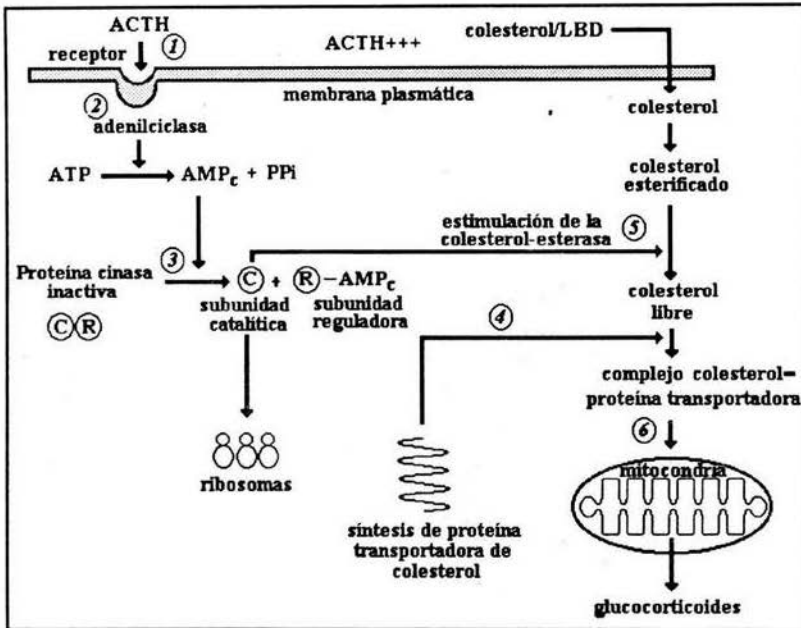 ACTH
1
receptor
ACTH+++
colesterol/LBD
membrana plasmática
2
adenilciclasa
colesterol
ATP
AMPc + PPi
colesterol
esterificado
estimulación de la
colesterol-esterasa
5
Proteína cinasa
inactiva
3
C + R-AMPc
C R
subunidad
catalítica
subunidad
reguladora
colesterol
libre
4
complejo colesterol-
proteína transportadora
6
ribosomas
mitocondria
síntesis de proteína
transportadora de
colesterol
glucocorticoides